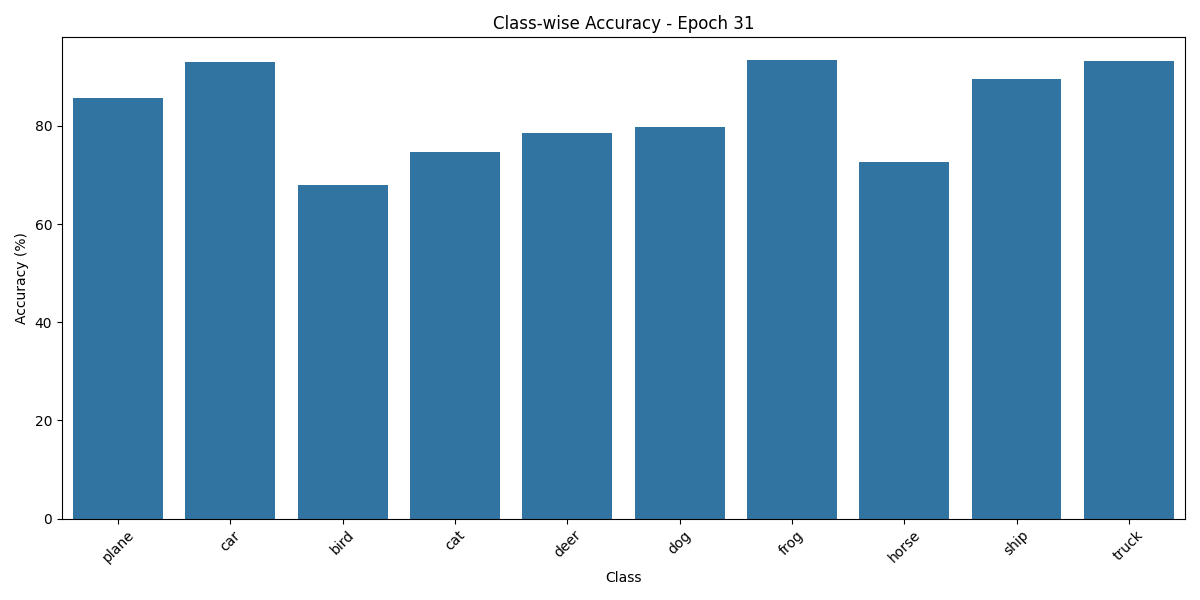 Class-wise Accuracy - Epoch 31
Accuracy (%)
80
60
40
20
0
plane
car
bird
cat
deer
dog
frog
horse
ship
truck
Class